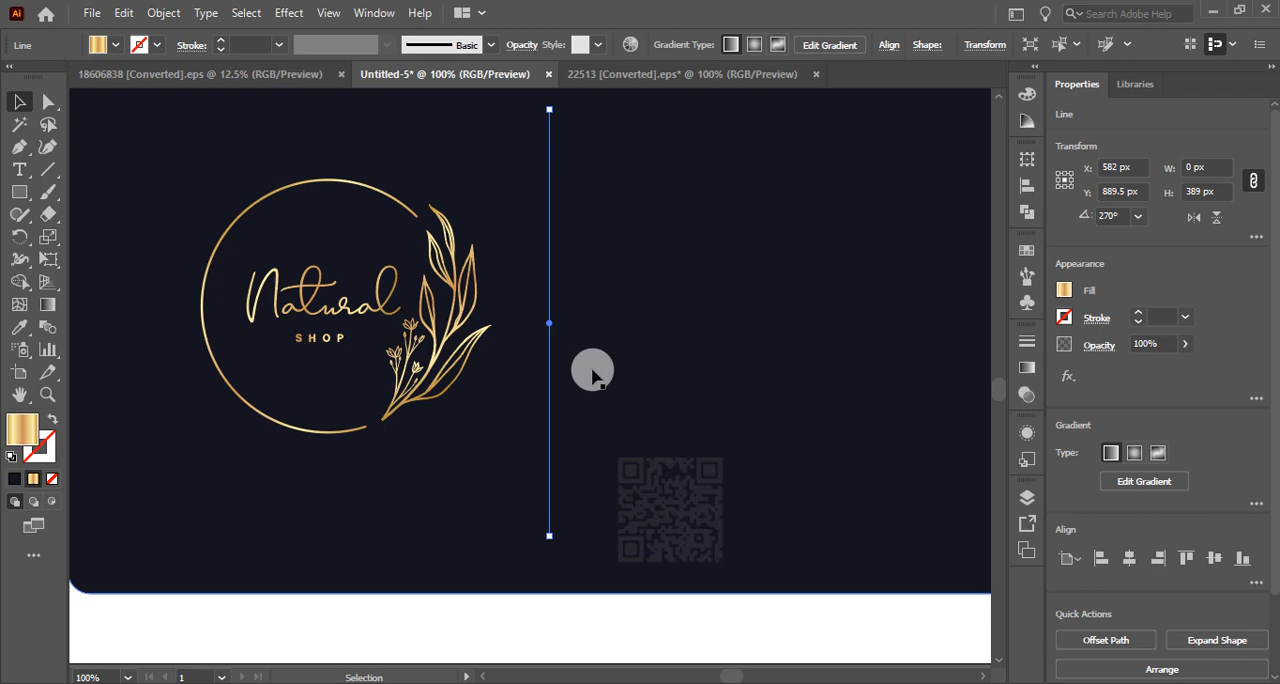 Ai File Edit Object Type Select Effect View Window Help Search Adobe Help
Line Stroke: Basic Opacity Style: Gradient Type: Edit Gradient Align Shape: Transform
18606838 [Converted].eps @ 12.5% (RGB/Preview) × Untitled-5* @ 100% (RGB/Preview) × 22513 [Converted].eps* @ 100% (RGB/Preview) ×
Properties Libraries
Line
Transform
X: 582 px W: 0 px
Y: 889.5 px H: 389 px
270°
Appearance
Fill
Stroke
Opacity 100%
fx.
Gradient
Type:
Edit Gradient
Align
Quick Actions
Offset Path Expand Shape
Arrange
Natural
SHOP
100% 1 Selection